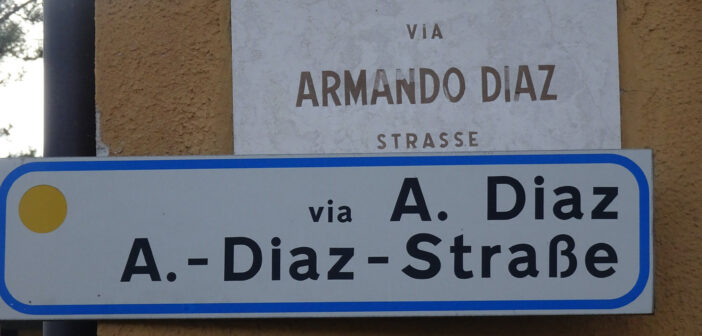 VIA
ARMANDO DIAZ
STRASSE
via A. Diaz
A.-Diaz-Straße